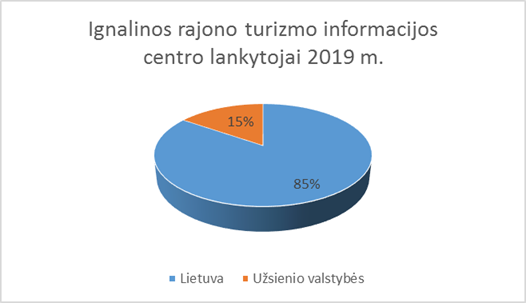 Ignalinos rajono turizmo informacijos
centro lankytojai 2019 m.
15%
85%
Lietuva
Užsienio valstybės